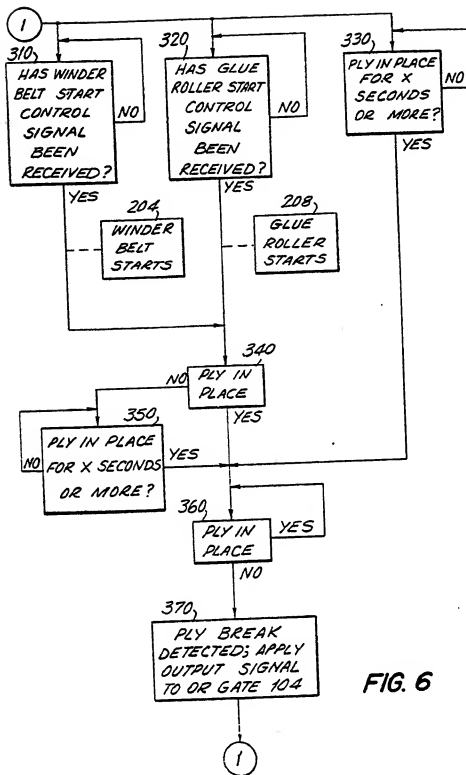 1
310
HAS WINDER
BELT START
CONTROL
SIGNAL
BEEN
RECEIVED?
NO
YES
320
HAS GLUE
ROLLER START
CONTROL
SIGNAL
BEEN
RECEIVED?
NO
YES
330
PLY IN PLACE
FOR X
SECONDS
OR MORE?
NO
YES
204
WINDER
BELT
STARTS
208
GLUE
ROLLER
STARTS
340
PLY IN
PLACE
NO
YES
350
PLY IN PLACE
FOR X SECONDS
OR MORE?
NO
YES
360
PLY IN
PLACE
YES
NO
370
PLY BREAK
DETECTED; APPLY
OUTPUT SIGNAL
TO OR GATE 104
FIG. 6
1